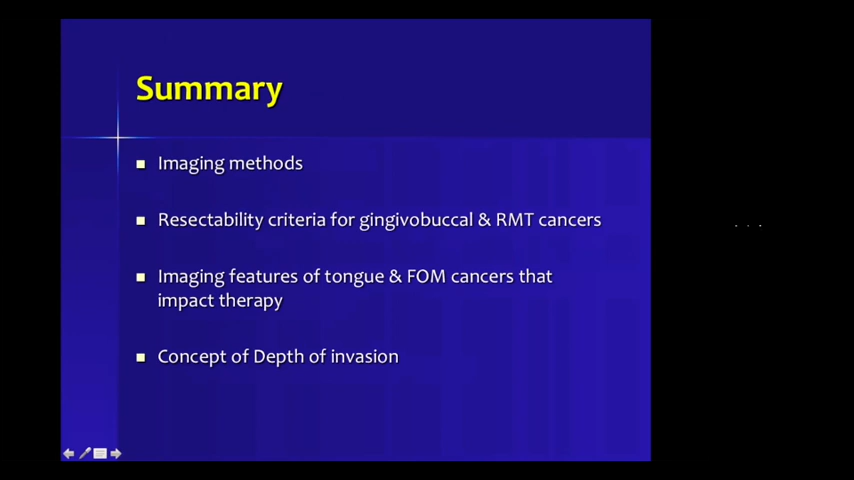 Summary
Imaging methods
Resectability criteria for gingivobuccal & RMT cancers
Imaging features of tongue & FOM cancers that
impact therapy
Concept of Depth of invasion